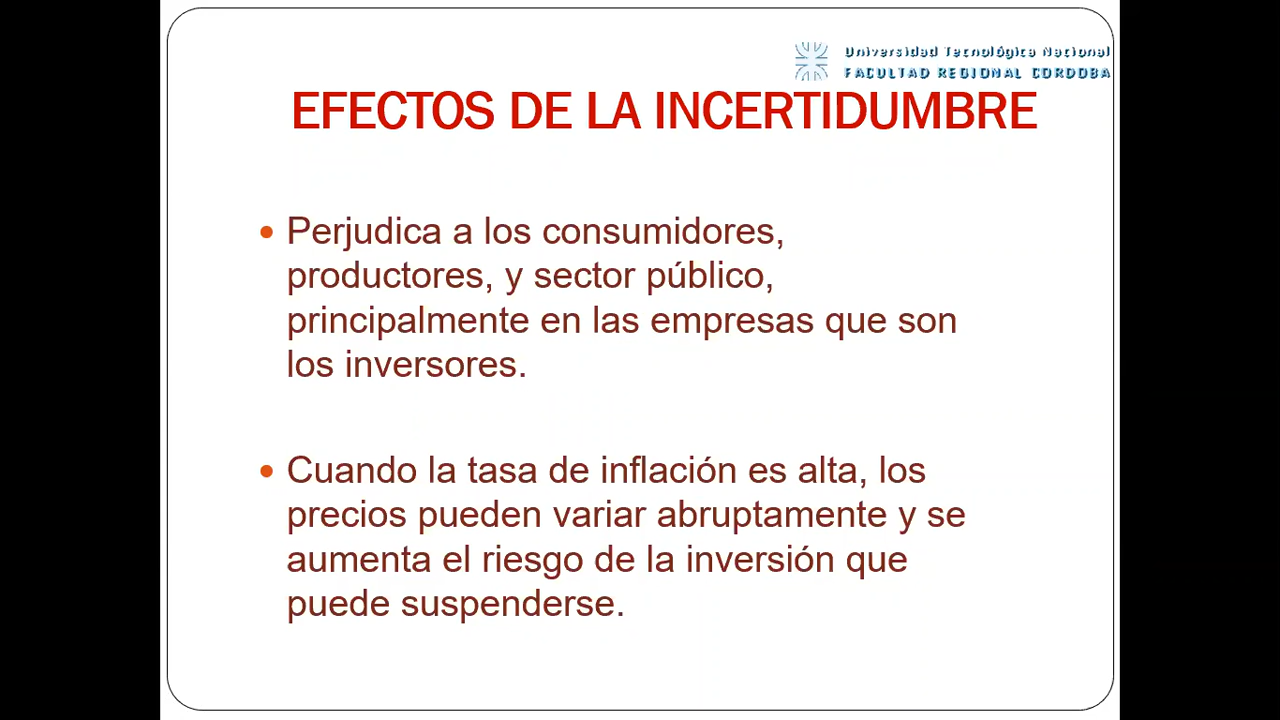 Universidad Tecnológica Nacional
FACULTAD REGIONAL CORDOBA
EFECTOS DE LA INCERTIDUMBRE
• Perjudica a los consumidores,
productores, y sector público,
principalmente en las empresas que son
los inversores.
• Cuando la tasa de inflación es alta, los
precios pueden variar abruptamente y se
aumenta el riesgo de la inversión que
puede suspenderse.